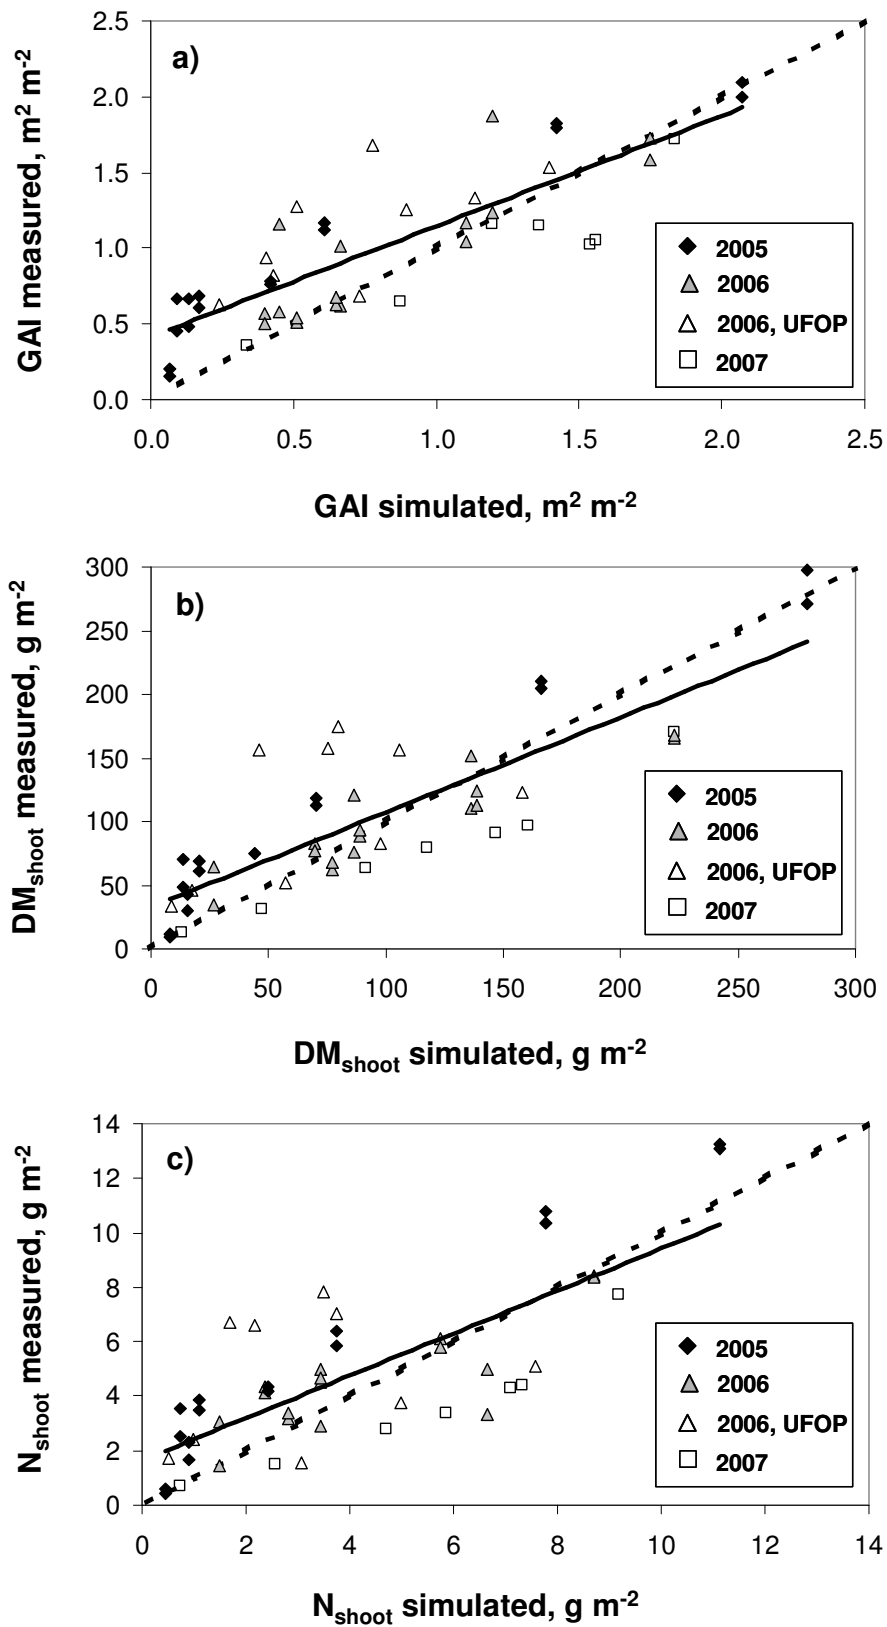 a)
GAI measured, m² m⁻²
2.5
2.0
1.5
1.0
0.5
0.0
2005
2006
2006, UFOP
2007
0.0 0.5 1.0 1.5 2.0 2.5
GAI simulated, m² m⁻²
b)
DMshoot measured, g m⁻²
300
250
200
150
100
50
0
2005
2006
2006, UFOP
2007
0 50 100 150 200 250 300
DMshoot simulated, g m⁻²
c)
Nshoot measured, g m⁻²
14
12
10
8
6
4
2
0
2005
2006
2006, UFOP
2007
0 2 4 6 8 10 12 14
Nshoot simulated, g m⁻²